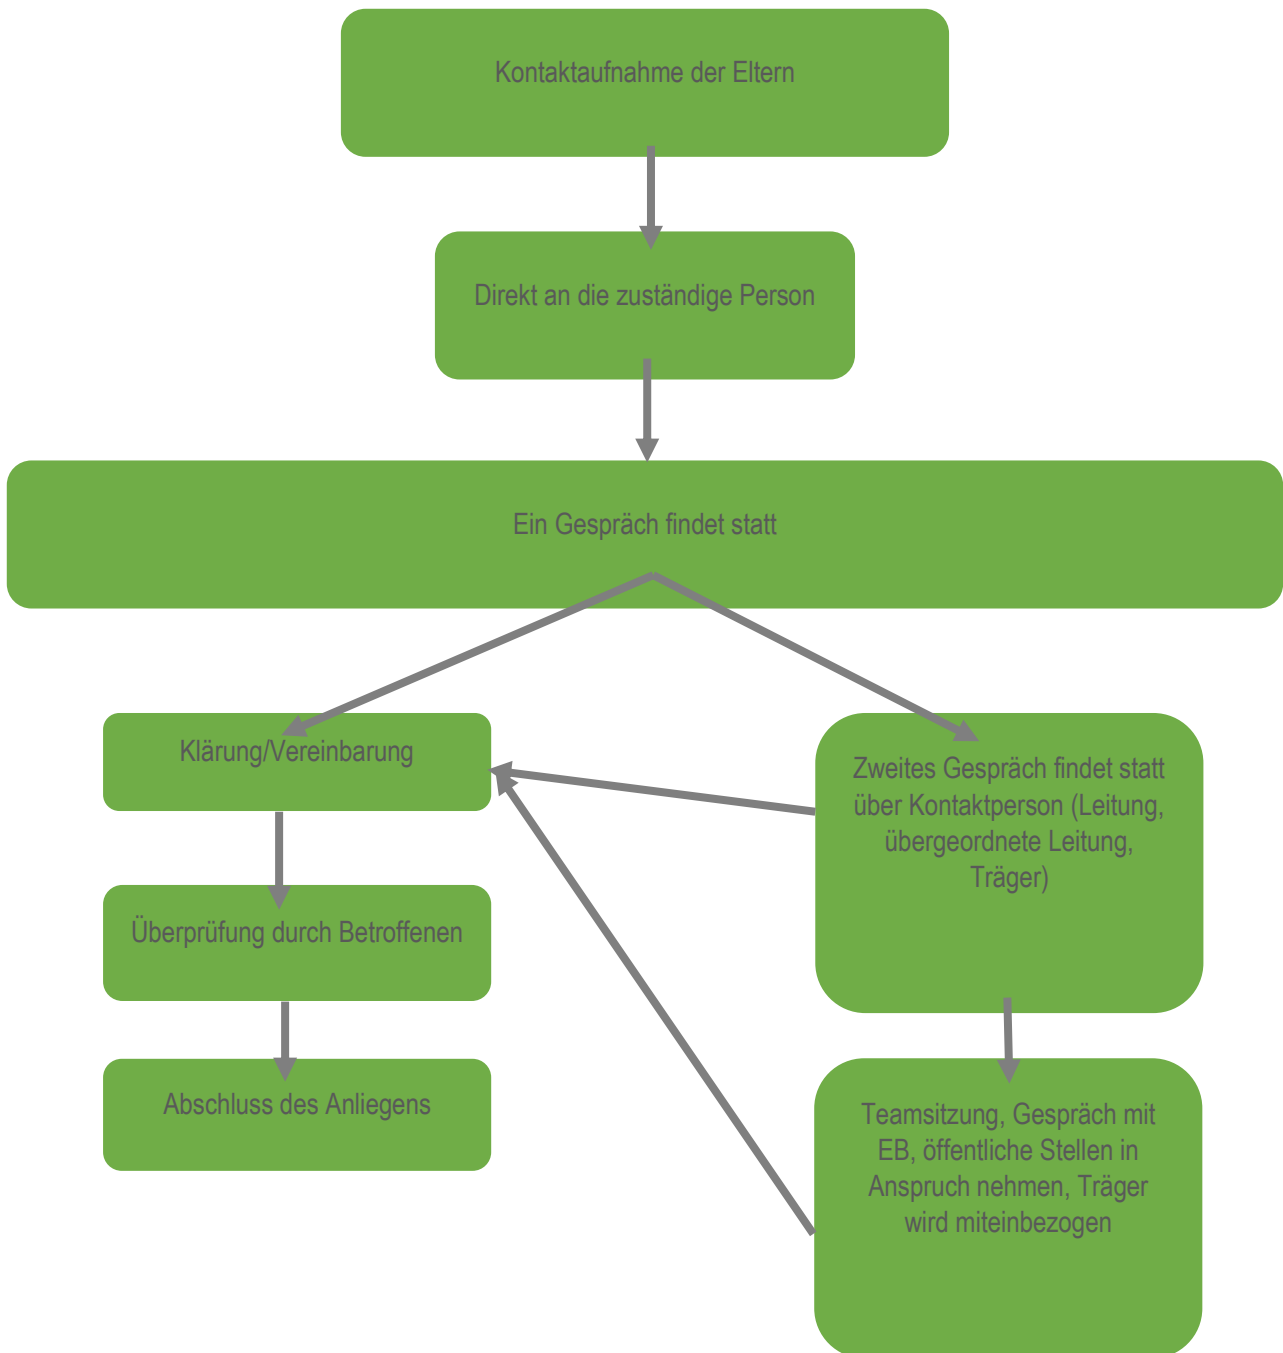 Kontaktaufnahme der Eltern
Direkt an die zuständige Person
Ein Gespräch findet statt
Klärung/Vereinbarung
Überprüfung durch Betroffenen
Abschluss des Anliegens
Zweites Gespräch findet statt
über Kontaktperson (Leitung,
übergeordnete Leitung,
Träger)
Teamsitzung, Gespräch mit
EB, öffentliche Stellen in
Anspruch nehmen, Träger
wird miteinbezogen